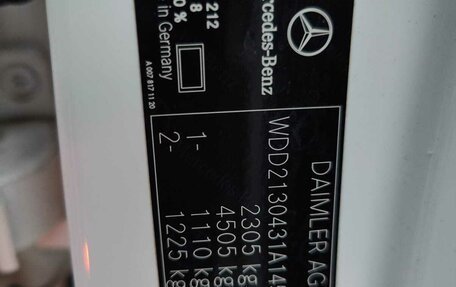 DAIMLER AG
WDD2130431A14
2305 kg
4505 kg
1- 1110 kg
2- 1225 kg
Mercedes-Benz
212
8
0 %
in Germany
A 007 817 11 20